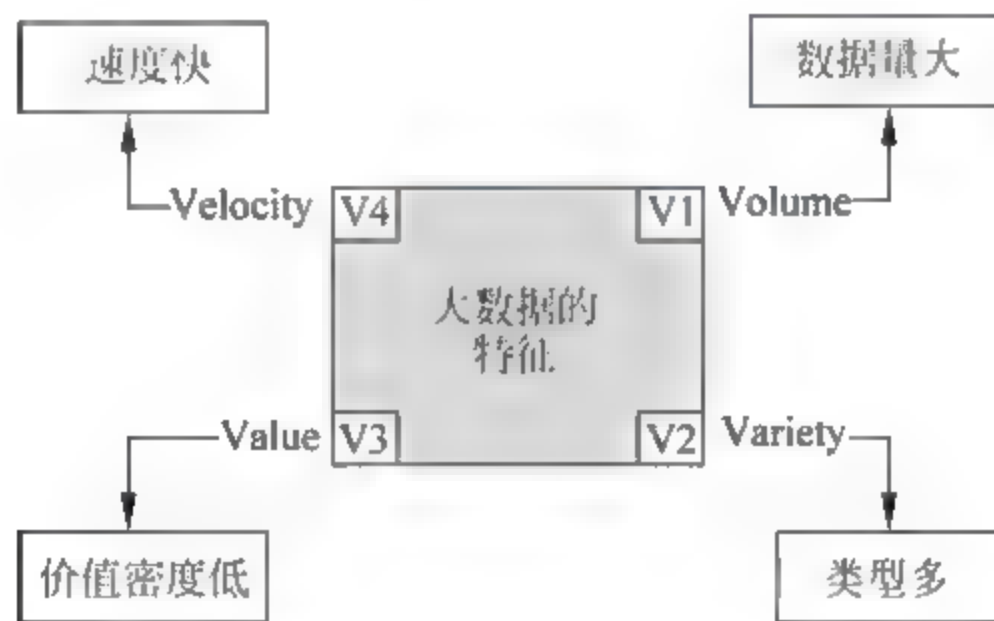 速度快
数据量大
Velocity
V4
V1
Volume
大数据的
特征
Value
V3
V2
Variety
价值密度低
类型多